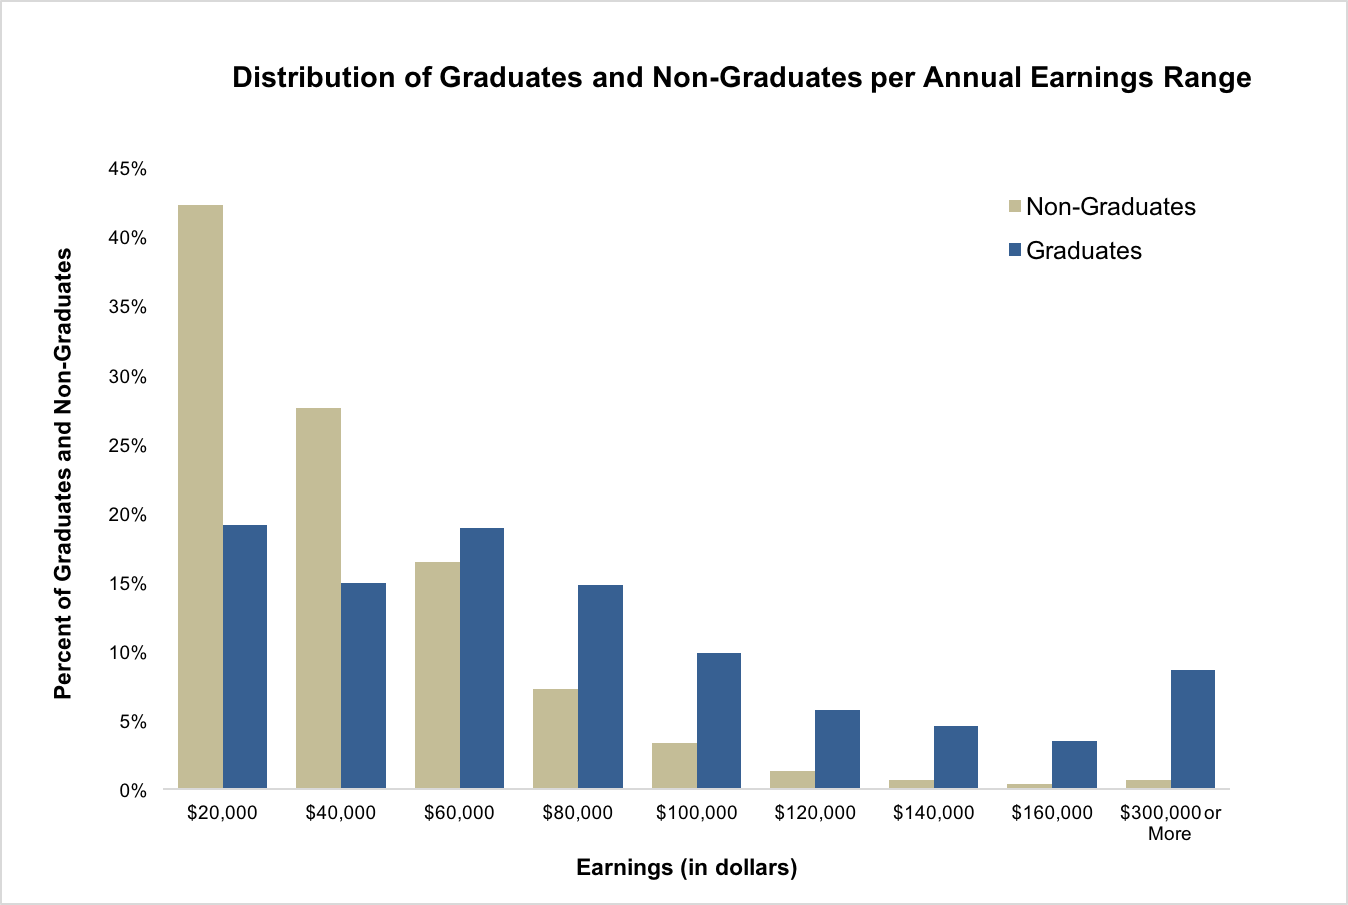 Distribution of Graduates and Non-Graduates per Annual Earnings Range
45%
40%
35%
30%
25%
20%
15%
10%
5%
0%
Percent of Graduates and Non-Graduates
Non-Graduates
Graduates
$20,000 $40,000 $60,000 $80,000 $100,000 $120,000 $140,000 $160,000 $300,000 or
More
Earnings (in dollars)